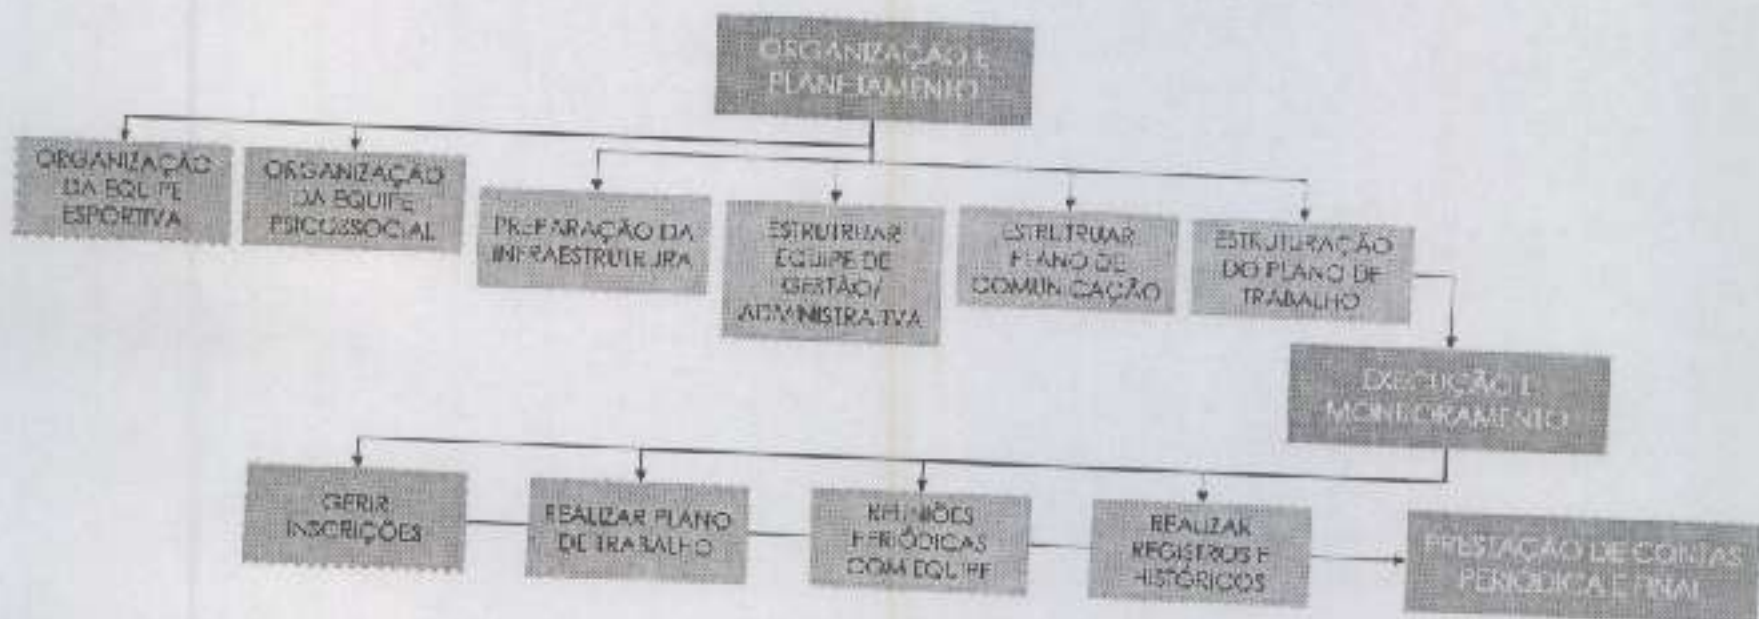 ORGANIZAÇÃO E
PLANEJAMENTO
ORGANIZAÇÃO
DA EQUIPE
ESPORTIVA
ORGANIZAÇÃO
DA EQUIPE
PSICOSSOCIAL
PREPARAÇÃO DA
INFRAESTRUTURA
ESTRUTRUAR
EQUIPE DE
GESTÃO/
ADMINISTRATIVA
ESTRUTRUAR
PLANO DE
COMUNICAÇÃO
ESTRUTURAÇÃO
DO PLANO DE
TRABALHO
EXECUÇÃO E
MONITORAMENTO
GERIR
INSCRIÇÕES
REALIZAR PLANO
DE TRABALHO
REUNIÕES
PERIÓDICAS
COM EQUIPE
REALIZAR
REGISTROS E
HISTÓRICOS
PRESTAÇÃO DE CONTAS
PERIÓDICA E FINAL